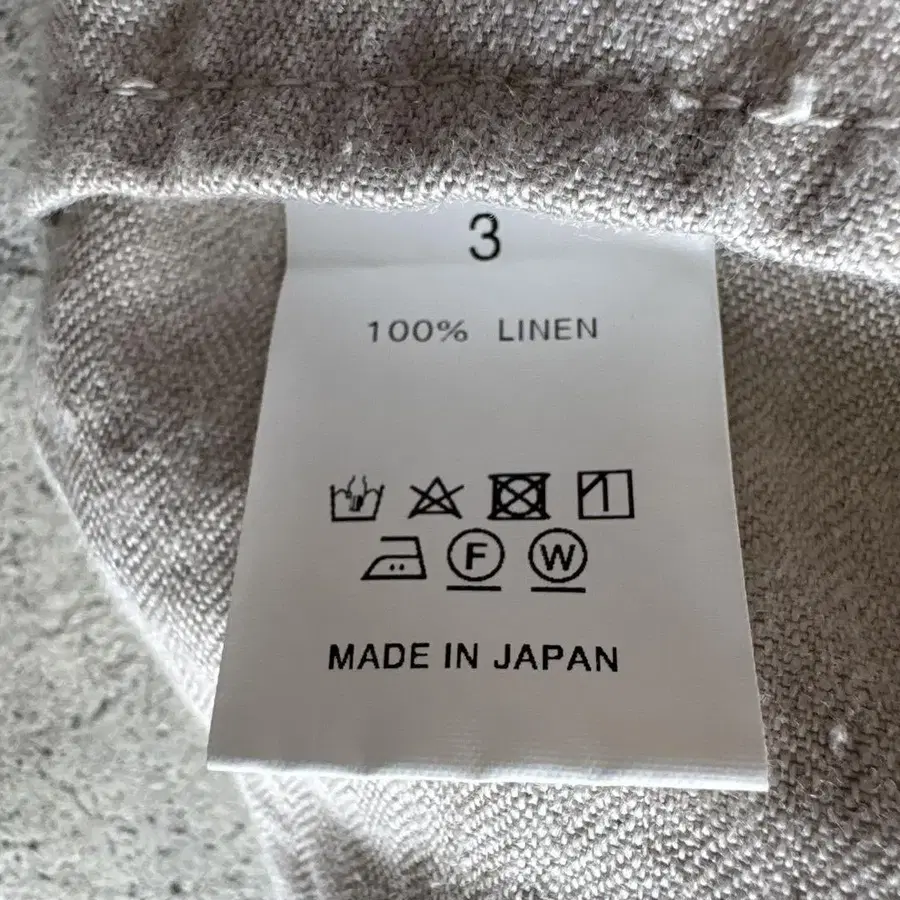 3
100% LINEN
F W
MADE IN JAPAN